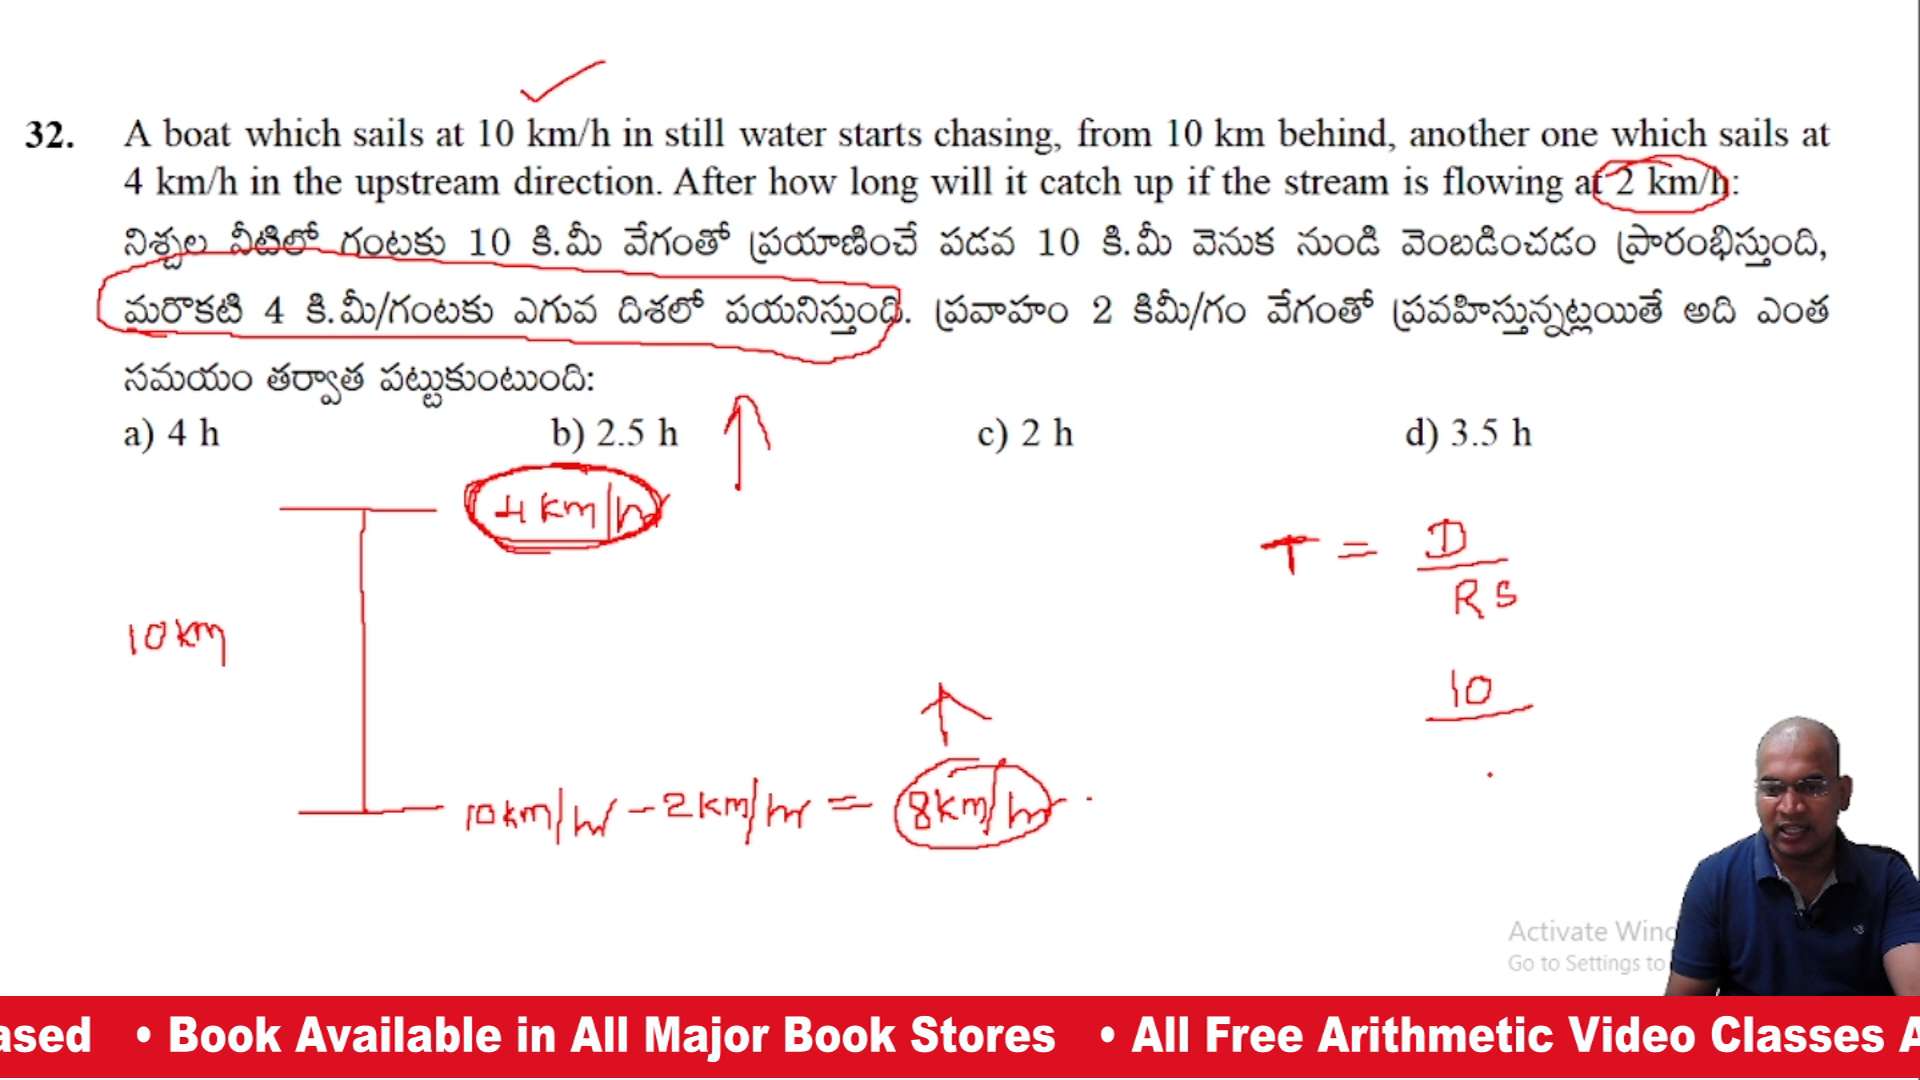 32. A boat which sails at 10 km/h in still water starts chasing, from 10 km behind, another one which sails at
4 km/h in the upstream direction. After how long will it catch up if the stream is flowing at 2 km/h:
నిశ్చల నీటిలో గంటకు 10 కి.మీ వేగంతో ప్రయాణించే పడవ 10 కి.మీ వెనుక నుండి వెంబడించడం ప్రారంభిస్తుంది,
మరొకటి 4 కి.మీ/గంటకు ఎగువ దిశలో పయనిస్తుంది. ప్రవాహం 2 కిమీ/గం వేగంతో ప్రవహిస్తున్నట్లయితే అది ఎంత
సమయం తర్వాత పట్టుకుంటుంది:
a) 4 h b) 2.5 h c) 2 h d) 3.5 h
4 km/hr
T = D
RS
10 km
10
10 km/hr - 2 km/hr = 8 km/hr
Activate Wind
Go to Settings to
ased • Book Available in All Major Book Stores • All Free Arithmetic Video Classes A